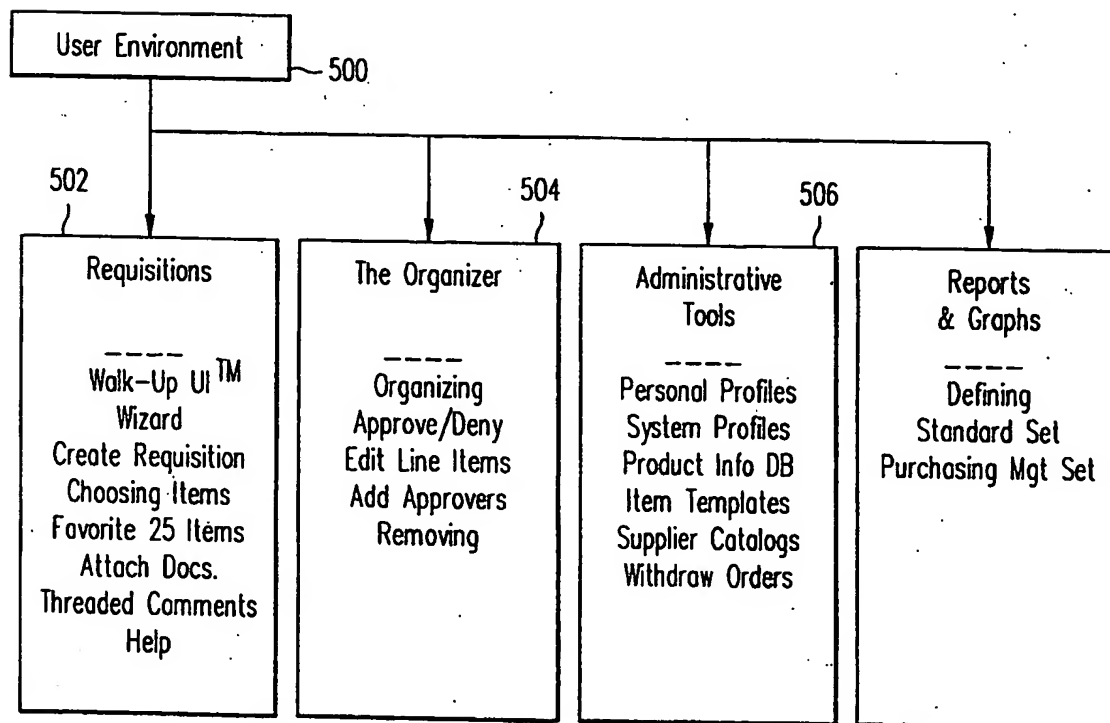 User Environment
500
502
504
506
Requisitions
Walk-Up UI™
Wizard
Create Requisition
Choosing Items
Favorite 25 Items
Attach Docs.
Threaded Comments
Help
The Organizer
Organizing
Approve/Deny
Edit Line Items
Add Approvers
Removing
Administrative
Tools
Personal Profiles
System Profiles
Product Info DB
Item Templates
Supplier Catalogs
Withdraw Orders
Reports
& Graphs
Defining
Standard Set
Purchasing Mgt Set